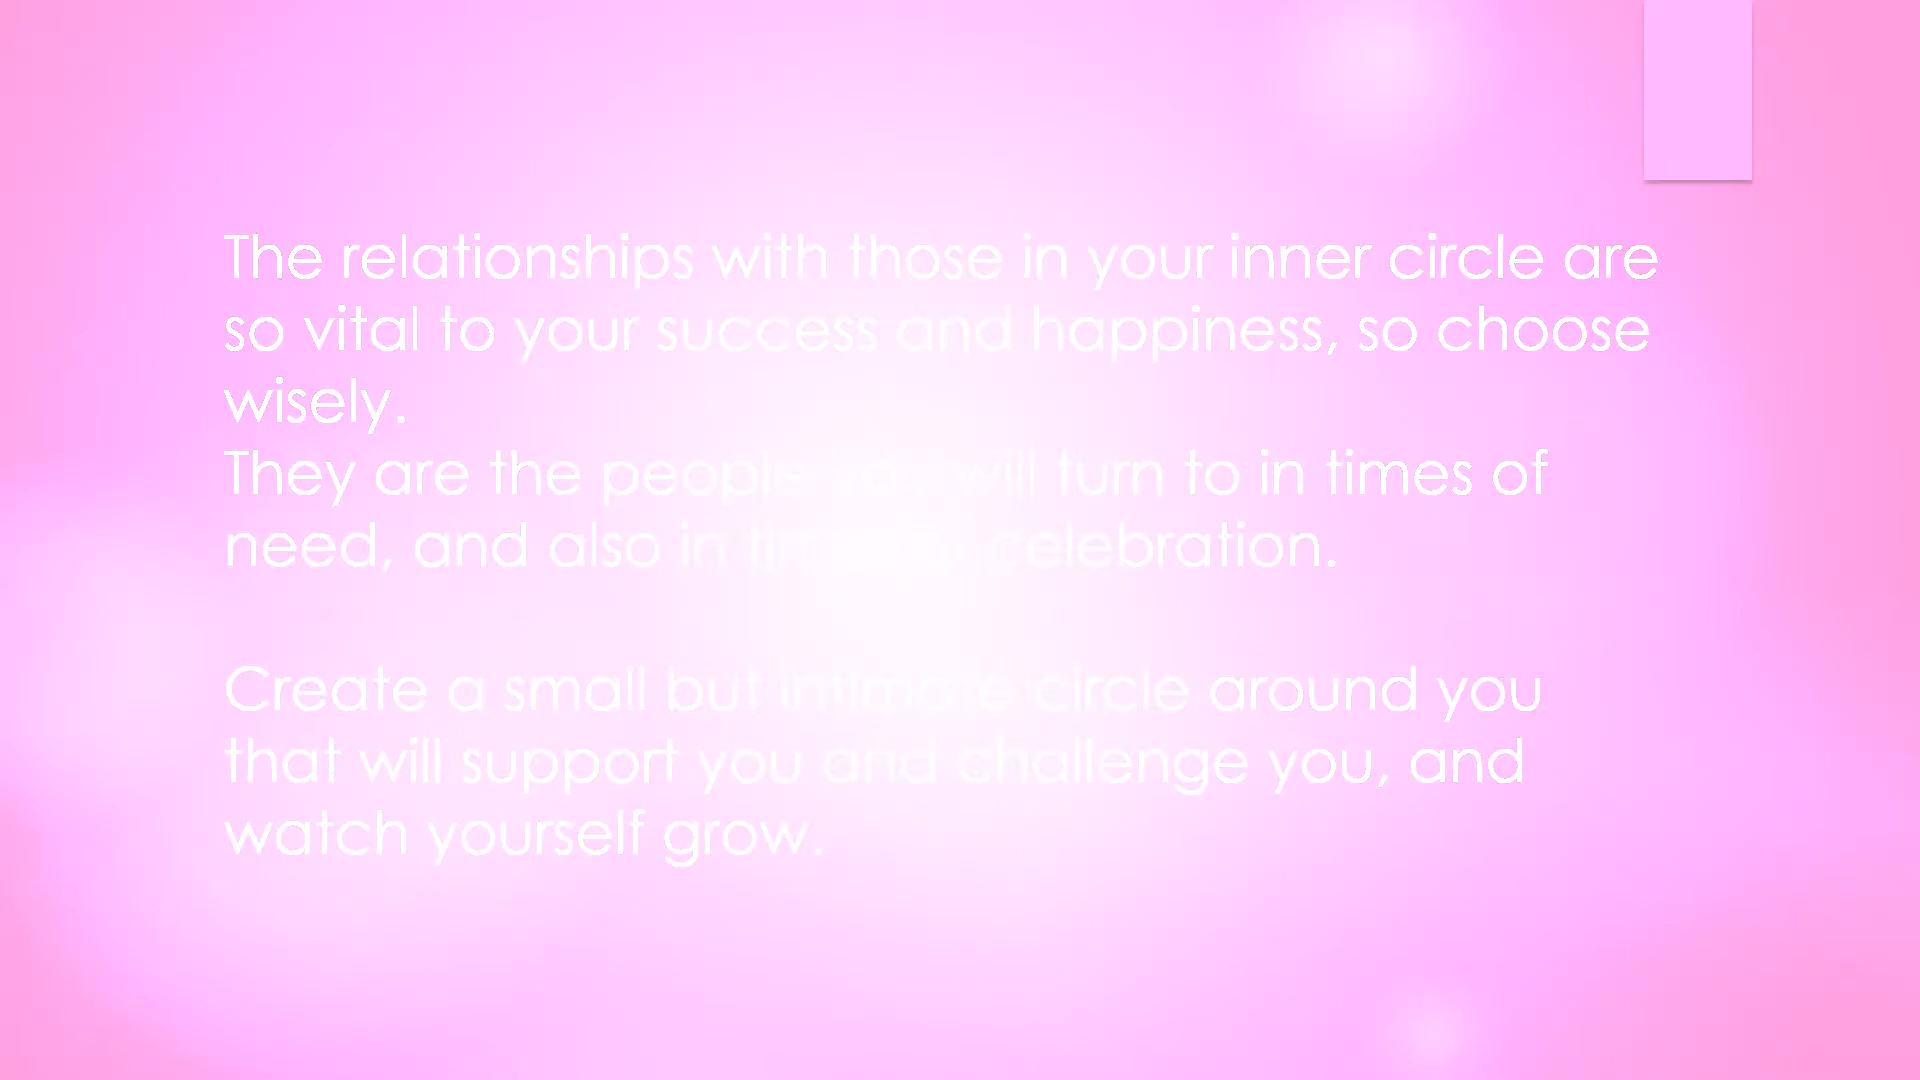 The relationships with those in your inner circle are
so vital to your success and happiness, so choose
wisely.
They are the people you will turn to in times of
need, and also in times of celebration.
Create a small but intimate circle around you
that will support you and challenge you, and
watch yourself grow.